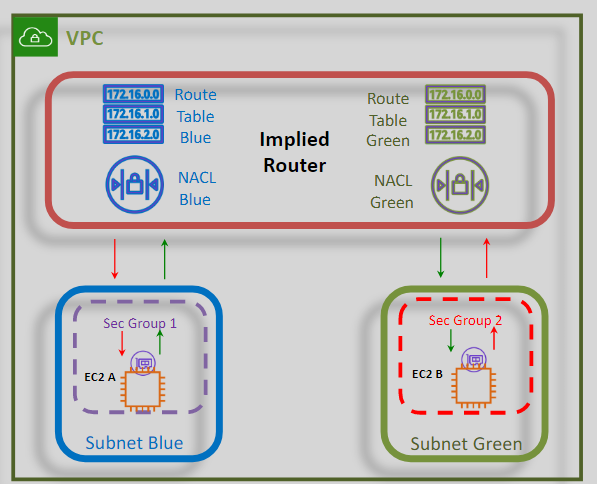 VPC
172.16.0.0
172.16.1.0
172.16.2.0
Route
Table
Blue
NACL
Blue
Implied
Router
Route
Table
Green
172.16.0.0
172.16.1.0
172.16.2.0
NACL
Green
Sec Group 1
EC2 A
Subnet Blue
Sec Group 2
EC2 B
Subnet Green